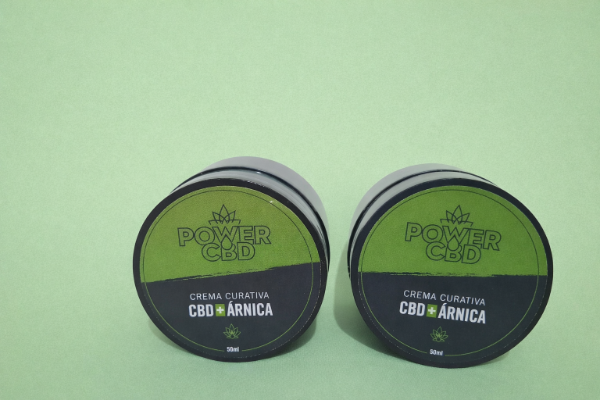 POWER
CBD
CREMA CURATIVA
CBD+ÁRNICA
50ml
POWER
CBD
CREMA CURATIVA
CBD+ÁRNICA
50ml